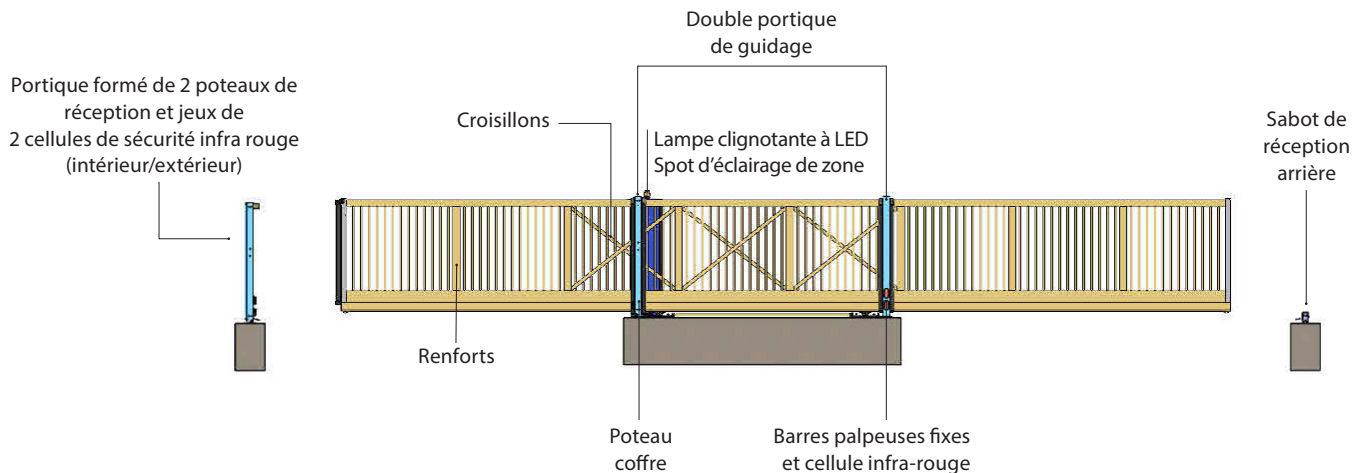 Double portique
de guidage
Portique formé de 2 poteaux de
réception et jeux de
2 cellules de sécurité infra rouge
(intérieur/extérieur)
Croisillons
Lampe clignotante à LED
Spot d’éclairage de zone
Sabot de
réception
arrière
Renforts
Poteau
coffre
Barres palpeuses fixes
et cellule infra-rouge